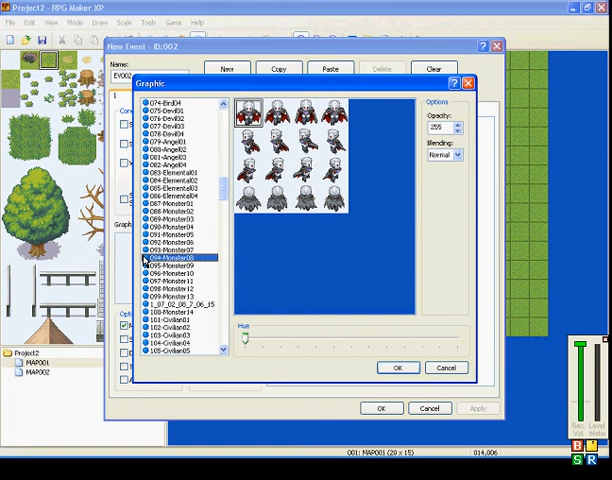 Project2 - RPG Maker XP
File Edit View Mode Draw Scale Tools Game Help
New Event - ID:002
Name:
EV002
New
Copy
Paste
Delete
Clear
Graphic
074-Bird04
075-Devil01
076-Devil02
077-Devil03
078-Devil04
079-Angel01
080-Angel02
081-Angel03
082-Angel04
083-Elemental01
084-Elemental02
085-Elemental03
086-Elemental04
087-Monster01
088-Monster02
089-Monster03
090-Monster04
091-Monster05
092-Monster06
093-Monster07
094-Monster08
095-Monster09
096-Monster10
097-Monster11
098-Monster12
099-Monster13
1_07_02_08_7_06_15
100-Monster14
101-Civilian01
102-Civilian02
103-Civilian03
104-Civilian04
105-Civilian05
Options
Opacity:
255
Blending:
Normal
Hue
OK
Cancel
Project2
MAP001
MAP002
OK
Cancel
Apply
001: MAP001 (20 x 15)
014,006
Rec.
Vol
Level
Meter
B
S
R